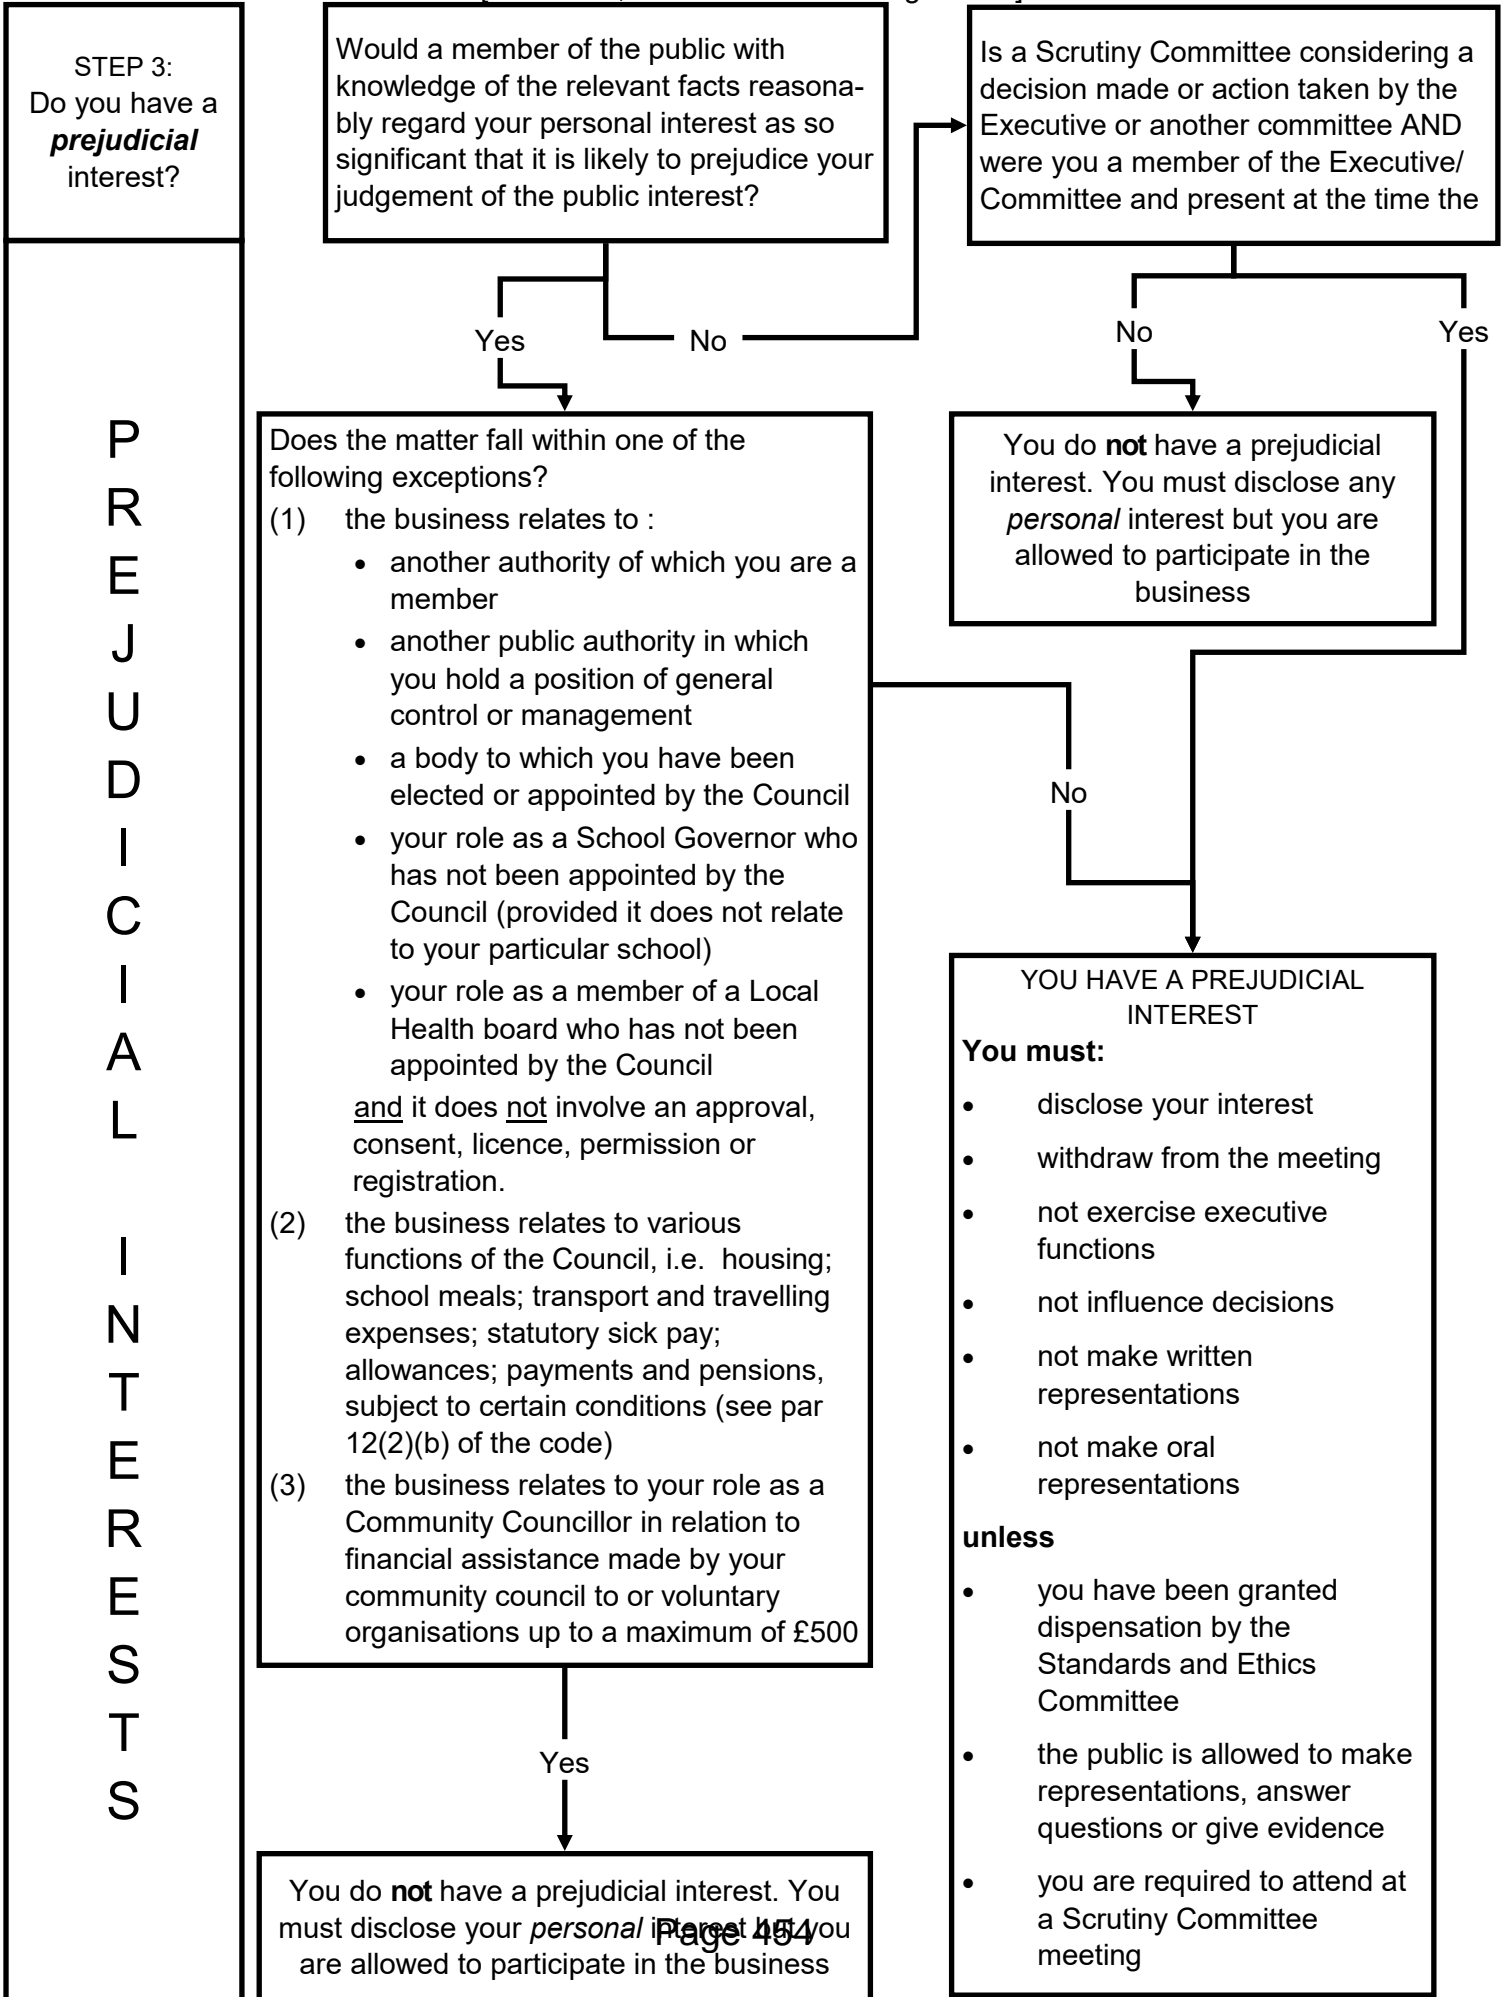 STEP 3:
Do you have a
prejudicial
interest?
P
R
E
J
U
D
I
C
I
A
L
I
N
T
E
R
E
S
T
S
Would a member of the public with
knowledge of the relevant facts reasona-
bly regard your personal interest as so
significant that it is likely to prejudice your
judgement of the public interest?
Is a Scrutiny Committee considering a
decision made or action taken by the
Executive or another committee AND
were you a member of the Executive/
Committee and present at the time the
Yes
No
No
Yes
Does the matter fall within one of the
following exceptions?
(1) the business relates to :
• another authority of which you are a
member
• another public authority in which
you hold a position of general
control or management
• a body to which you have been
elected or appointed by the Council
• your role as a School Governor who
has not been appointed by the
Council (provided it does not relate
to your particular school)
• your role as a member of a Local
Health board who has not been
appointed by the Council
and it does not involve an approval,
consent, licence, permission or
registration.
(2) the business relates to various
functions of the Council, i.e. housing;
school meals; transport and travelling
expenses; statutory sick pay;
allowances; payments and pensions,
subject to certain conditions (see par
12(2)(b) of the code)
(3) the business relates to your role as a
Community Councillor in relation to
financial assistance made by your
community council to or voluntary
organisations up to a maximum of £500
You do not have a prejudicial
interest. You must disclose any
personal interest but you are
allowed to participate in the
business
No
YOU HAVE A PREJUDICIAL
INTEREST
You must:
• disclose your interest
• withdraw from the meeting
• not exercise executive
functions
• not influence decisions
• not make written
representations
• not make oral
representations
unless
• you have been granted
dispensation by the
Standards and Ethics
Committee
• the public is allowed to make
representations, answer
questions or give evidence
• you are required to attend at
a Scrutiny Committee
meeting
Yes
You do not have a prejudicial interest. You
must disclose your personal interest but you
are allowed to participate in the business
Page 454